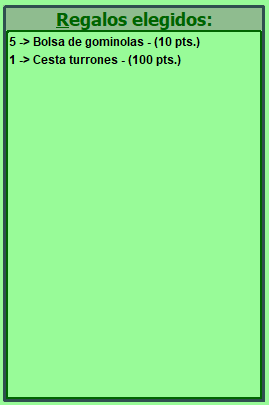 Regalos elegidos:
5 -> Bolsa de gominolas - (10 pts.)
1 -> Cesta turrones - (100 pts.)